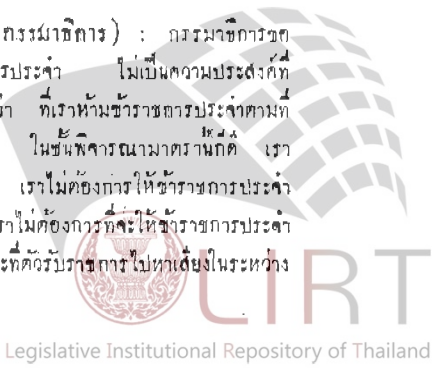 กรรมาธิการ) : กรรมาธิการขอ
รประจำ ไม่เป็นความประสงค์ที่
ว่า ที่เราห้ามข้าราชการประจำตามที่
ในชั้นพิจารณามาตรานี้ก็ดี เรา
เราไม่ต้องการให้ข้าราชการประจำ
ราไม่ต้องการที่จะให้ข้าราชการประจำ
ะที่ตัวรับราชการไปหาเสียงในระหว่าง
LIRT
Legislative Institutional Repository of Thailand